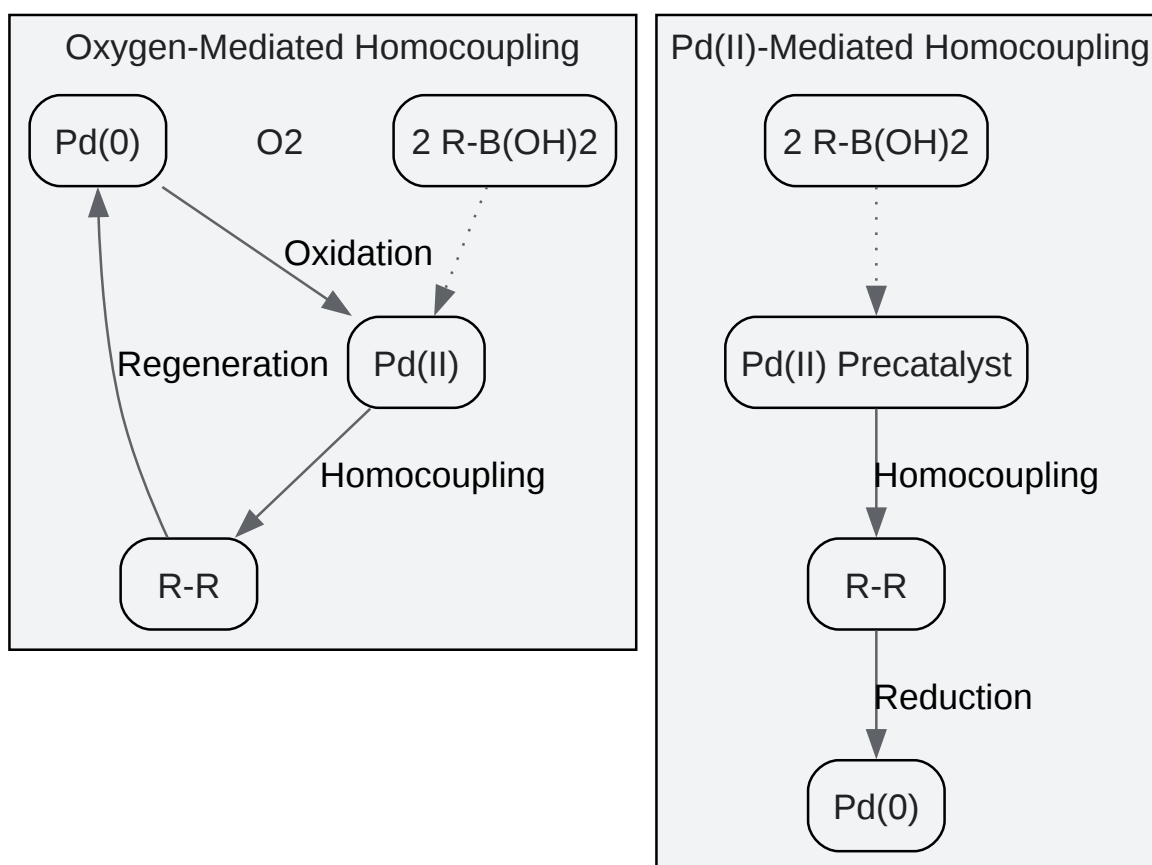 Oxygen-Mediated Homocoupling
Pd(0)
O2
2 R-B(OH)2
Oxidation
Pd(II)
Regeneration
Homocoupling
R-R
Pd(II)-Mediated Homocoupling
2 R-B(OH)2
Pd(II) Precatalyst
Homocoupling
R-R
Reduction
Pd(0)